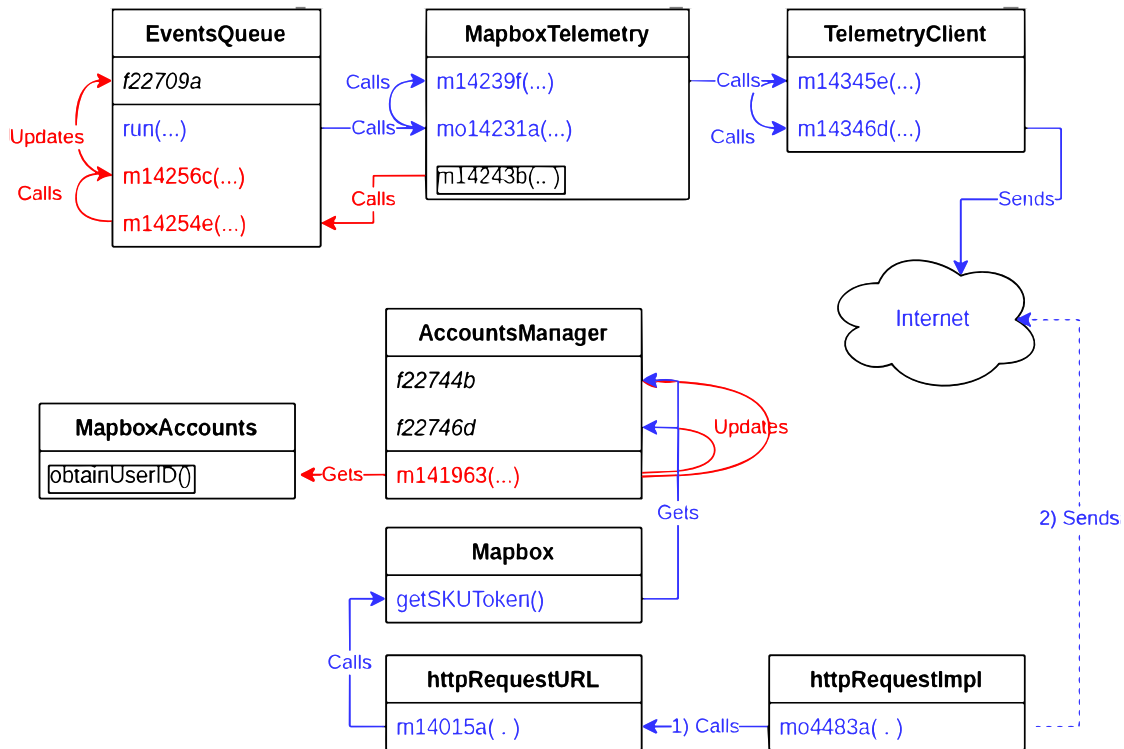 EventsQueue
f22709a
run(...)
m14256c(...)
m14254e(...)
Updates
Calls
Calls
MapboxTelemetry
m14239f(...)
mo14231a(...)
m14243b(.. )
Calls
Calls
Calls
TelemetryClient
m14345e(...)
m14346d(...)
Calls
Sends
Internet
AccountsManager
f22744b
f22746d
m141963(...)
Updates
MapboxAccounts
obtainUserID()
Gets
Gets
Mapbox
getSKUToken()
2) Sends
Calls
httpRequestURL
m14015a( . )
1) Calls
httpRequestImpl
mo4483a( . )